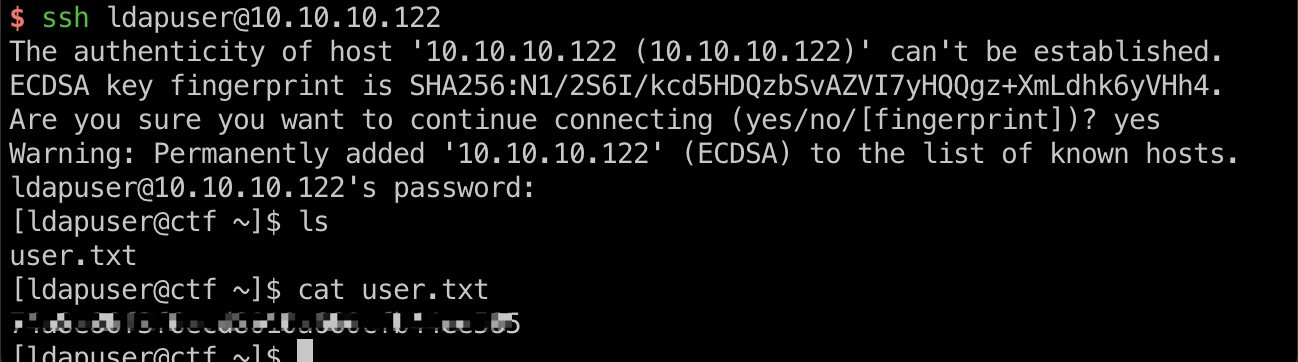 $ ssh ldapuser@10.10.10.122
The authenticity of host '10.10.10.122 (10.10.10.122)' can't be established.
ECDSA key fingerprint is SHA256:N1/2S6I/kcd5HDQzbSvAZVI7yHQQgz+XmLdhk6yVHh4.
Are you sure you want to continue connecting (yes/no/[fingerprint])? yes
Warning: Permanently added '10.10.10.122' (ECDSA) to the list of known hosts.
ldapuser@10.10.10.122's password:
[ldapuser@ctf ~]$ ls
user.txt
[ldapuser@ctf ~]$ cat user.txt
[ldapuser@ctf ~]$